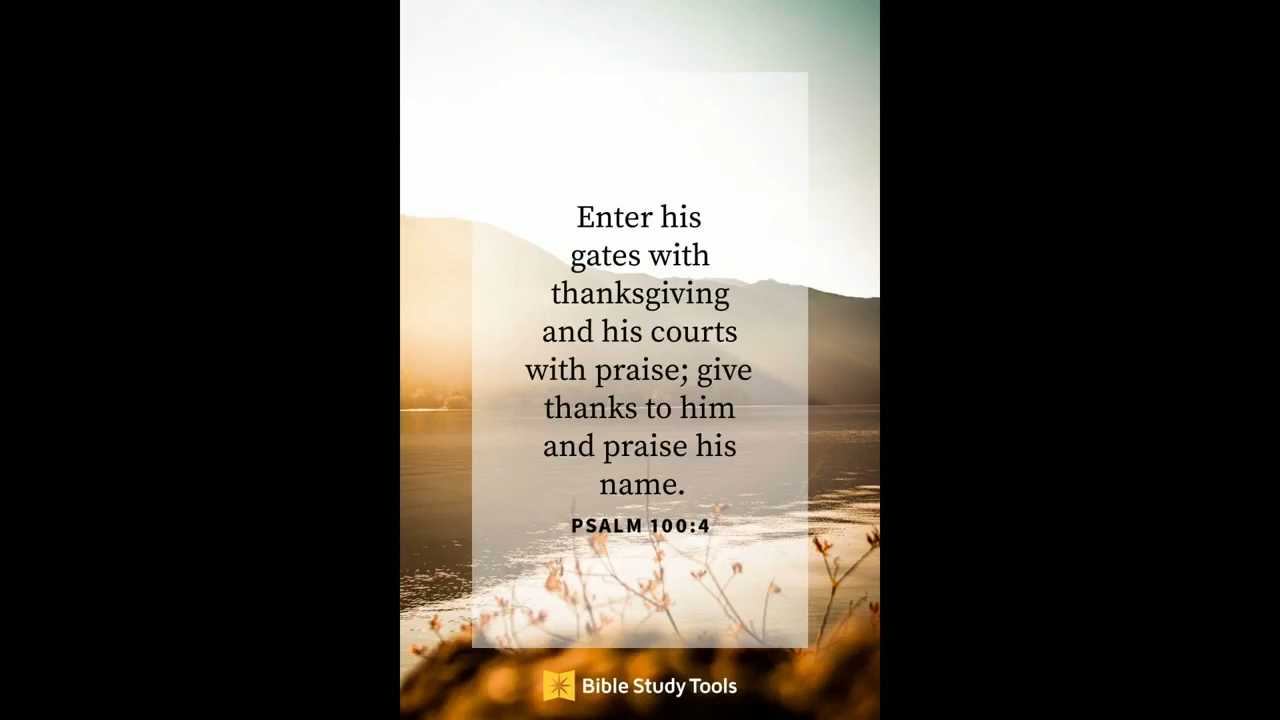 Enter his
gates with
thanksgiving
and his courts
with praise; give
thanks to him
and praise his
name.
PSALM 100:4
Bible Study Tools